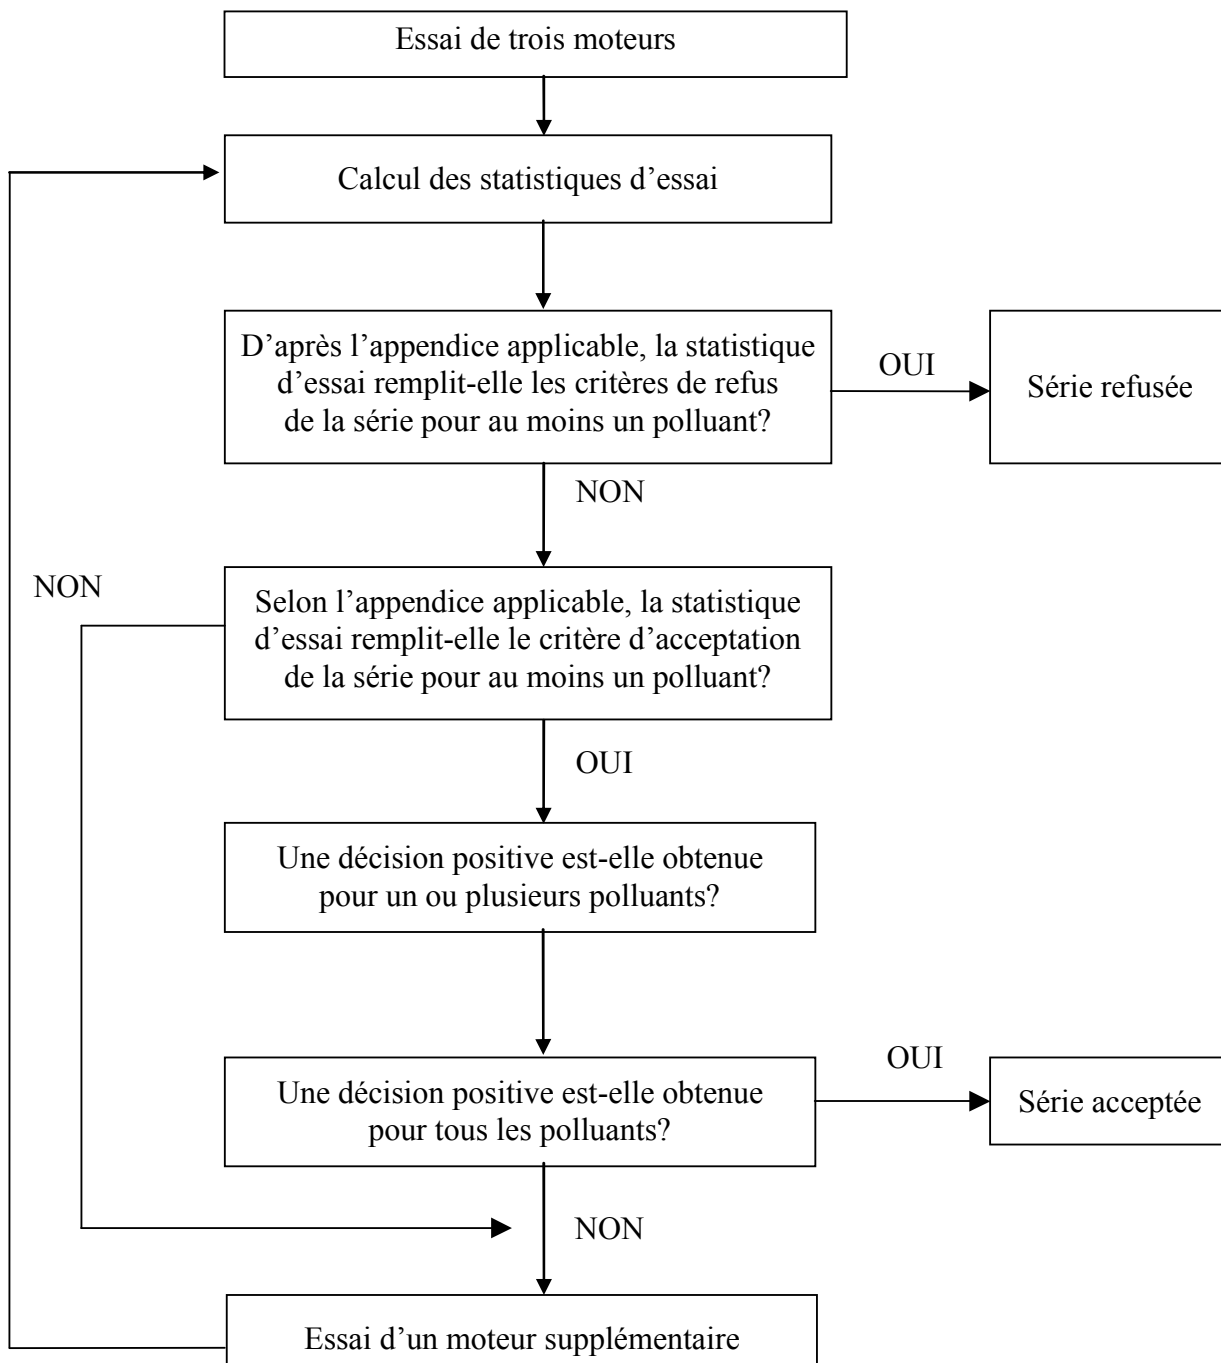 Essai de trois moteurs
Calcul des statistiques d’essai
D’après l’appendice applicable, la statistique
d’essai remplit-elle les critères de refus
de la série pour au moins un polluant?
OUI
Série refusée
NON
NON
Selon l’appendice applicable, la statistique
d’essai remplit-elle le critère d’acceptation
de la série pour au moins un polluant?
OUI
Une décision positive est-elle obtenue
pour un ou plusieurs polluants?
Une décision positive est-elle obtenue
pour tous les polluants?
OUI
Série acceptée
NON
Essai d’un moteur supplémentaire